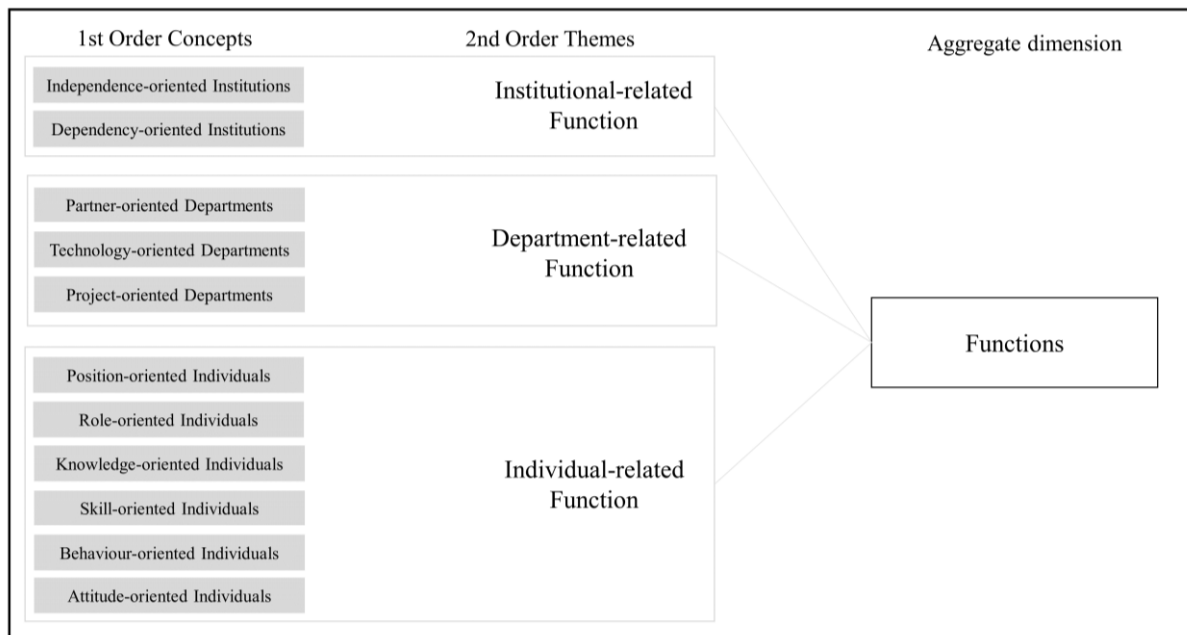 1st Order Concepts
2nd Order Themes
Aggregate dimension
Independence-oriented Institutions
Dependency-oriented Institutions
Institutional-related
Function
Partner-oriented Departments
Technology-oriented Departments
Project-oriented Departments
Department-related
Function
Position-oriented Individuals
Role-oriented Individuals
Knowledge-oriented Individuals
Skill-oriented Individuals
Behaviour-oriented Individuals
Attitude-oriented Individuals
Individual-related
Function
Functions